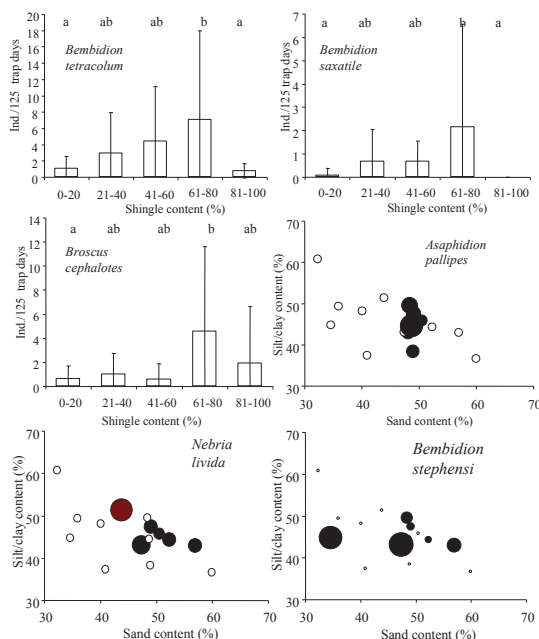 20
18
16
14
12
10
8
6
4
2
0
Ind./125 trap days
a ab ab b a
Bembidion
tetracolum
0-20 21-40 41-60 61-80 81-100
Shingle content (%)
7
6
5
4
3
2
1
0
Ind./125 trap days
a ab ab b a
Bembidion
saxatile
0-20 21-40 41-60 61-80 81-100
Shingle content (%)
14
12
10
8
6
4
2
0
Ind./125 trap days
a ab ab b ab
Broscus
cephalotes
0-20 21-40 41-60 61-80 81-100
Shingle content (%)
70
60
50
40
30
Silt/clay content (%)
Asaphidion
pallipes
30 40 50 60 70
Sand content (%)
70
60
50
40
30
Silt/clay content (%)
Nebria
livida
30 40 50 60 70
Sand content (%)
70
60
50
40
30
Silt/clay content (%)
Bembidion
stephensi
30 40 50 60 70
Sand content (%)